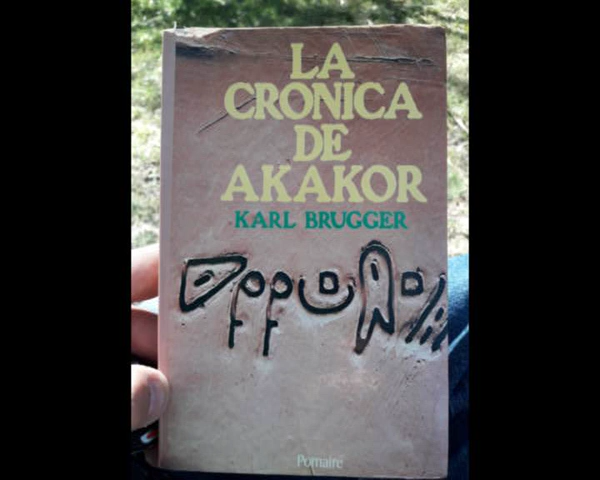 LA
CRONICA
DE
AKAKOR
KARL BRUGGER
Pomaire